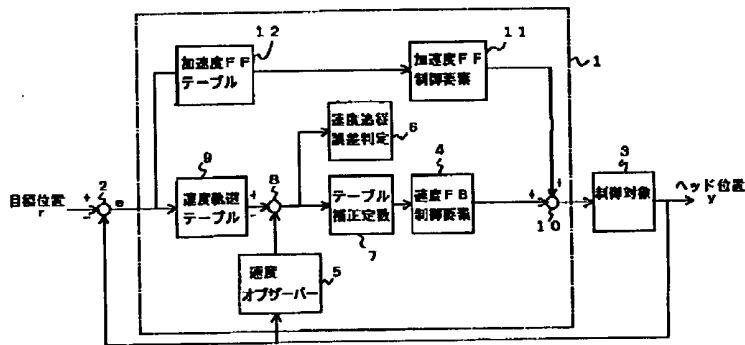 12
加速度FF
テーブル
11
加速度FF
制御要素
1
速度追従
誤差判定
6
目標位置
r
+
-
2
e
9
速度軌道
テーブル
+
-
8
テーブル
補正定数
7
4
速度FB
制御要素
+
+
10
3
制御対象
ヘッド位置
y
速度
オブザーバー
5